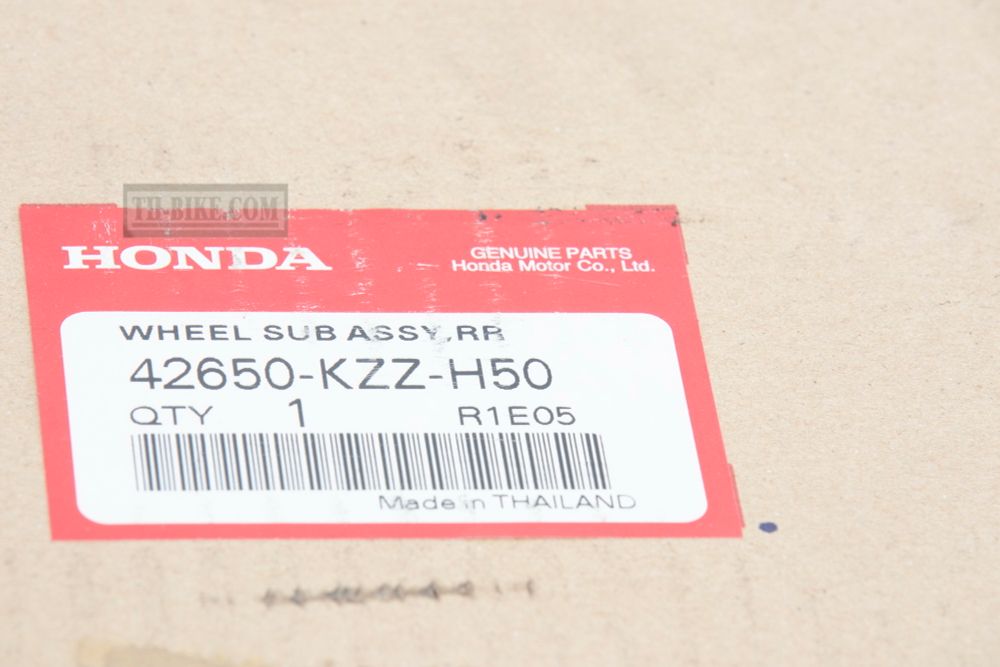 TH-BIKE.COM
HONDA
GENUINE PARTS
Honda Motor Co., Ltd.
WHEEL SUB ASSY,RR
42650-KZZ-H50
QTY 1 R1E05
Made in THAILAND